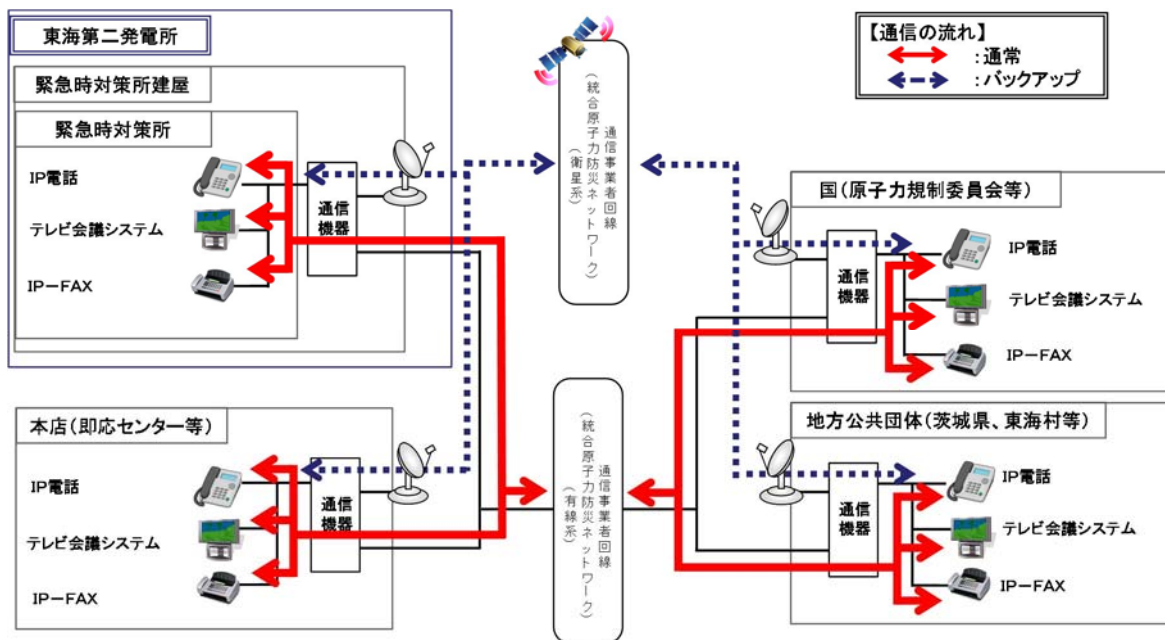 東海第二発電所
緊急時対策所建屋
緊急時対策所
IP電話
テレビ会議システム
IP－FAX
通信
機器
本店(即応センター等)
IP電話
テレビ会議システム
IP－FAX
通信
機器
通信事業者回線
(統合原子力防災ネットワーク)
(衛星系)
通信事業者回線
(統合原子力防災ネットワーク)
(有線系)
【通信の流れ】
:通常
:バックアップ
国(原子力規制委員会等)
通信
機器
IP電話
テレビ会議システム
IP－FAX
地方公共団体(茨城県、東海村等)
通信
機器
IP電話
テレビ会議システム
IP－FAX